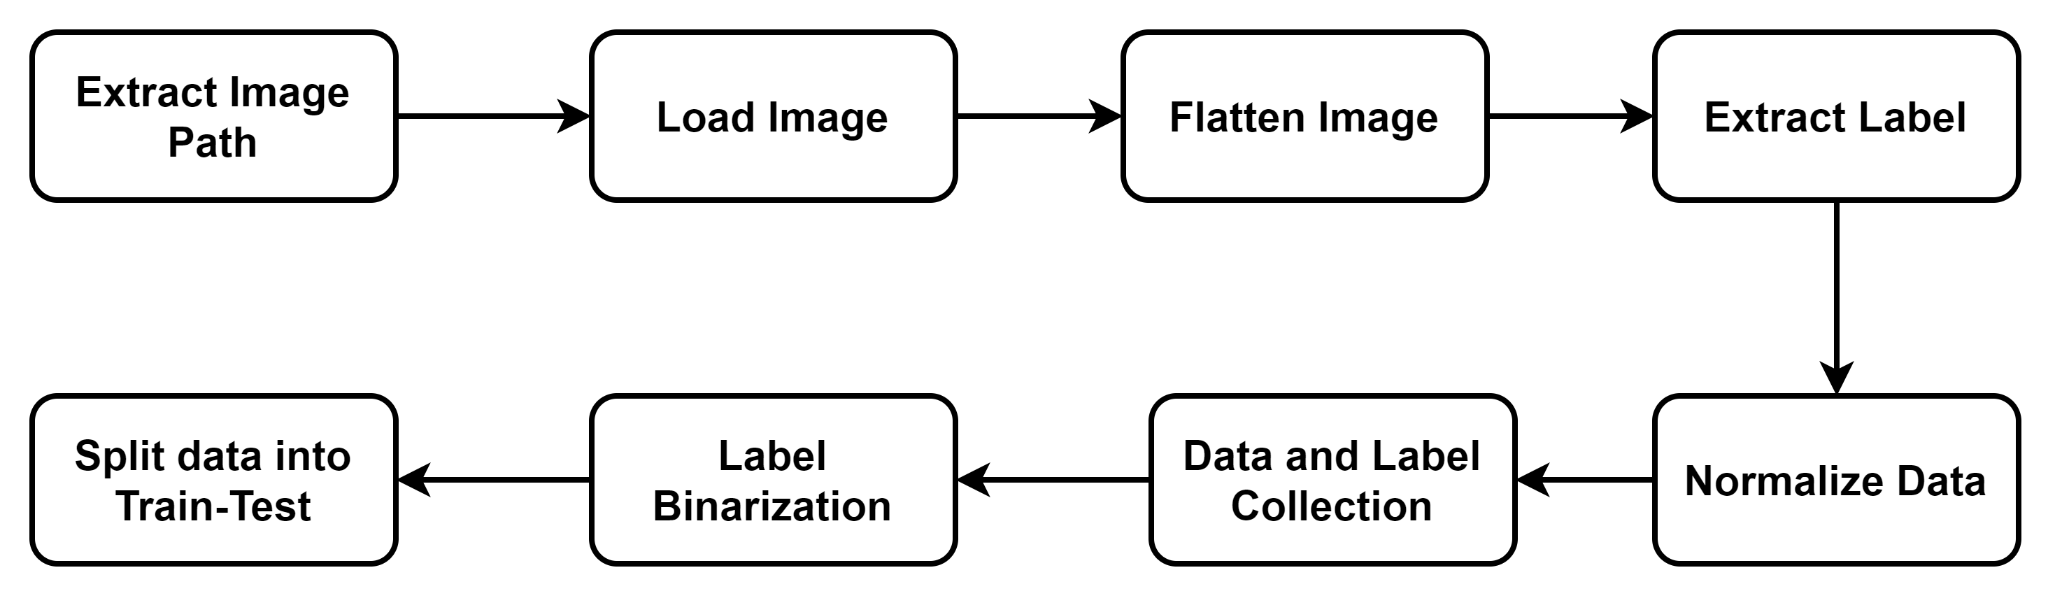 Extract Image
Path
Load Image
Flatten Image
Extract Label
Normalize Data
Data and Label
Collection
Label
Binarization
Split data into
Train-Test